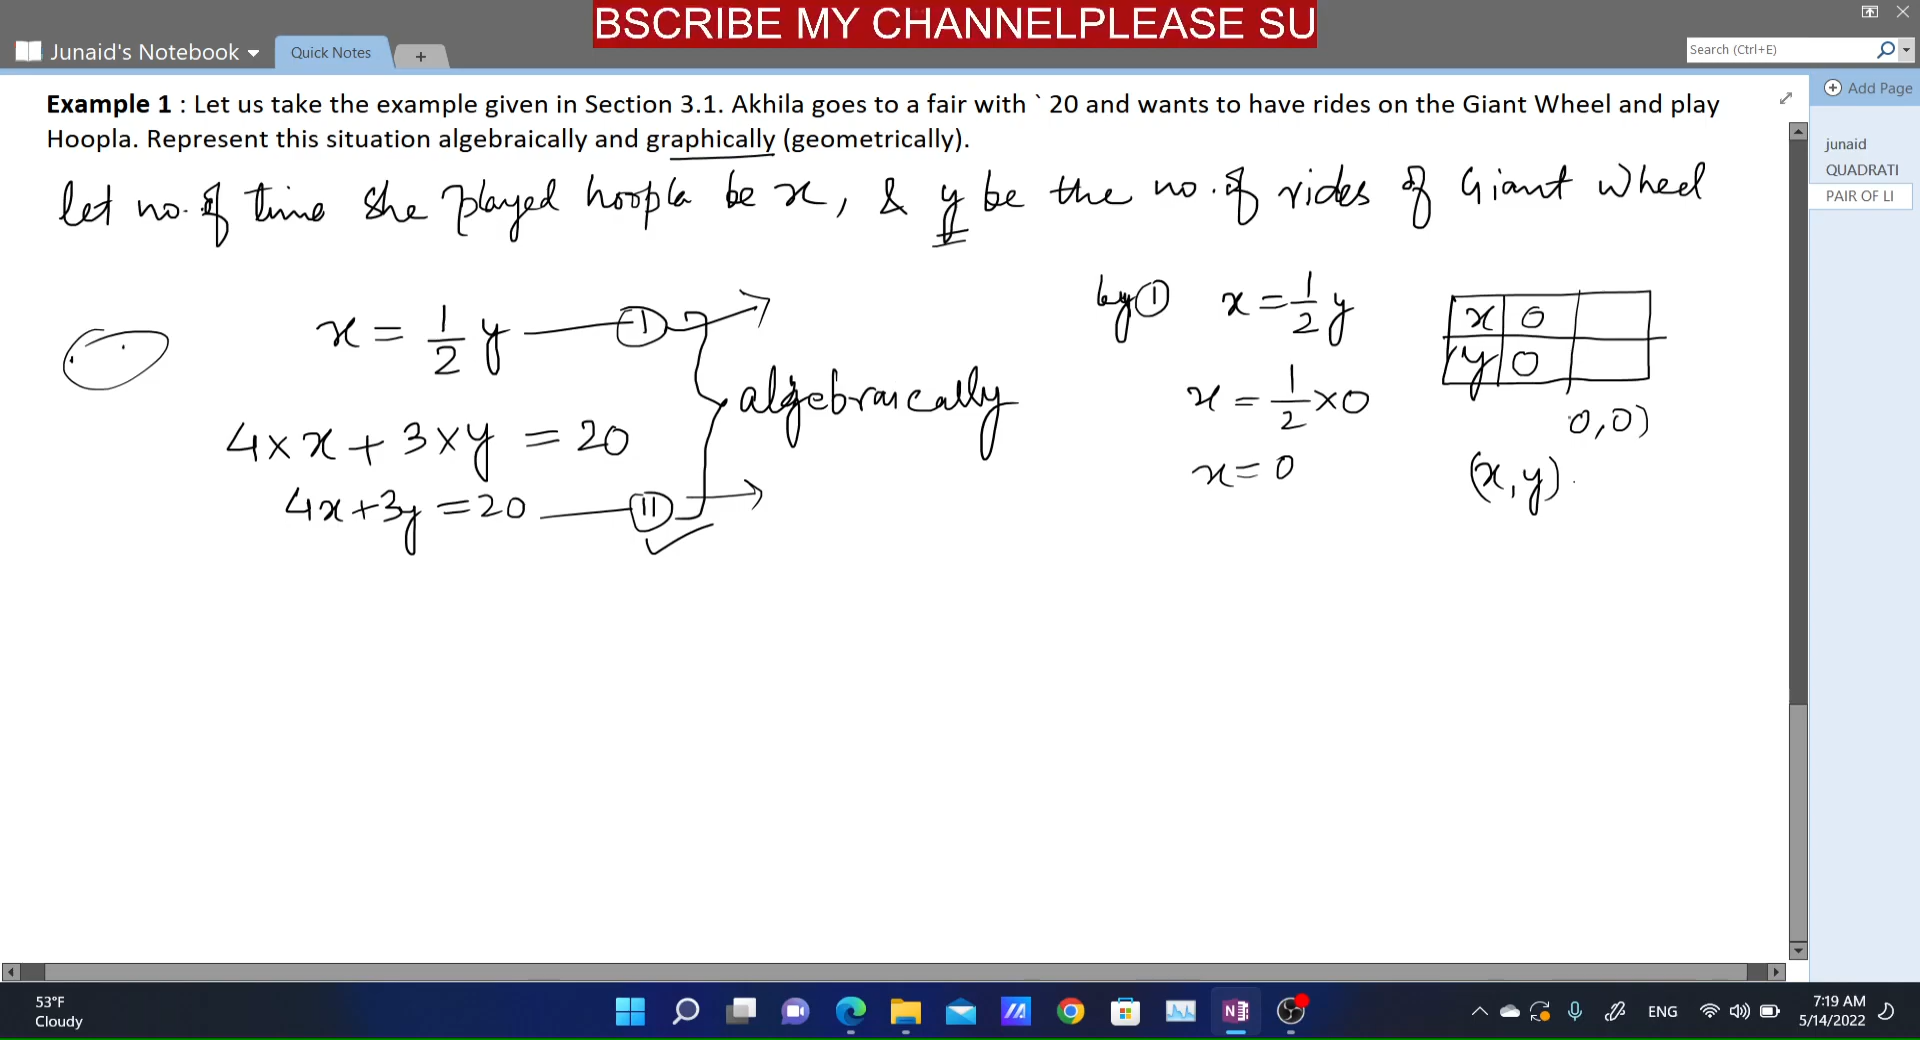 BSCRIBE MY CHANNELPLEASE SU
Junaid's Notebook
Quick Notes
+
Search (Ctrl+E)
Add Page
junaid
QUADRATI
PAIR OF LI
Example 1 : Let us take the example given in Section 3.1. Akhila goes to a fair with ` 20 and wants to have rides on the Giant Wheel and play
Hoopla. Represent this situation algebraically and graphically (geometrically).
let no. of time she played hoopla be x, & y be the no. of rides of Giant Wheel
x = 1/2 y — I
4 × x + 3 × y = 20
4x + 3y = 20 — II
algebraically
by I x = 1/2 y
x = 1/2 × 0
x = 0
x 0
y 0
0,0)
(x,y)
53°F
Cloudy
ENG
7:19 AM
5/14/2022